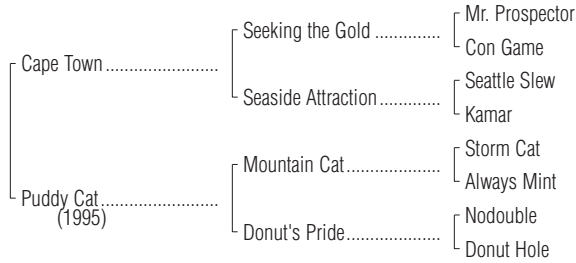 Mr. Prospector
Seeking the Gold ..............
Con Game
Cape Town ........................
Seattle Slew
Seaside Attraction .............
Kamar
Storm Cat
Mountain Cat ....................
Always Mint
Puddy Cat .........................
(1995)
Nodouble
Donut's Pride ....................
Donut Hole